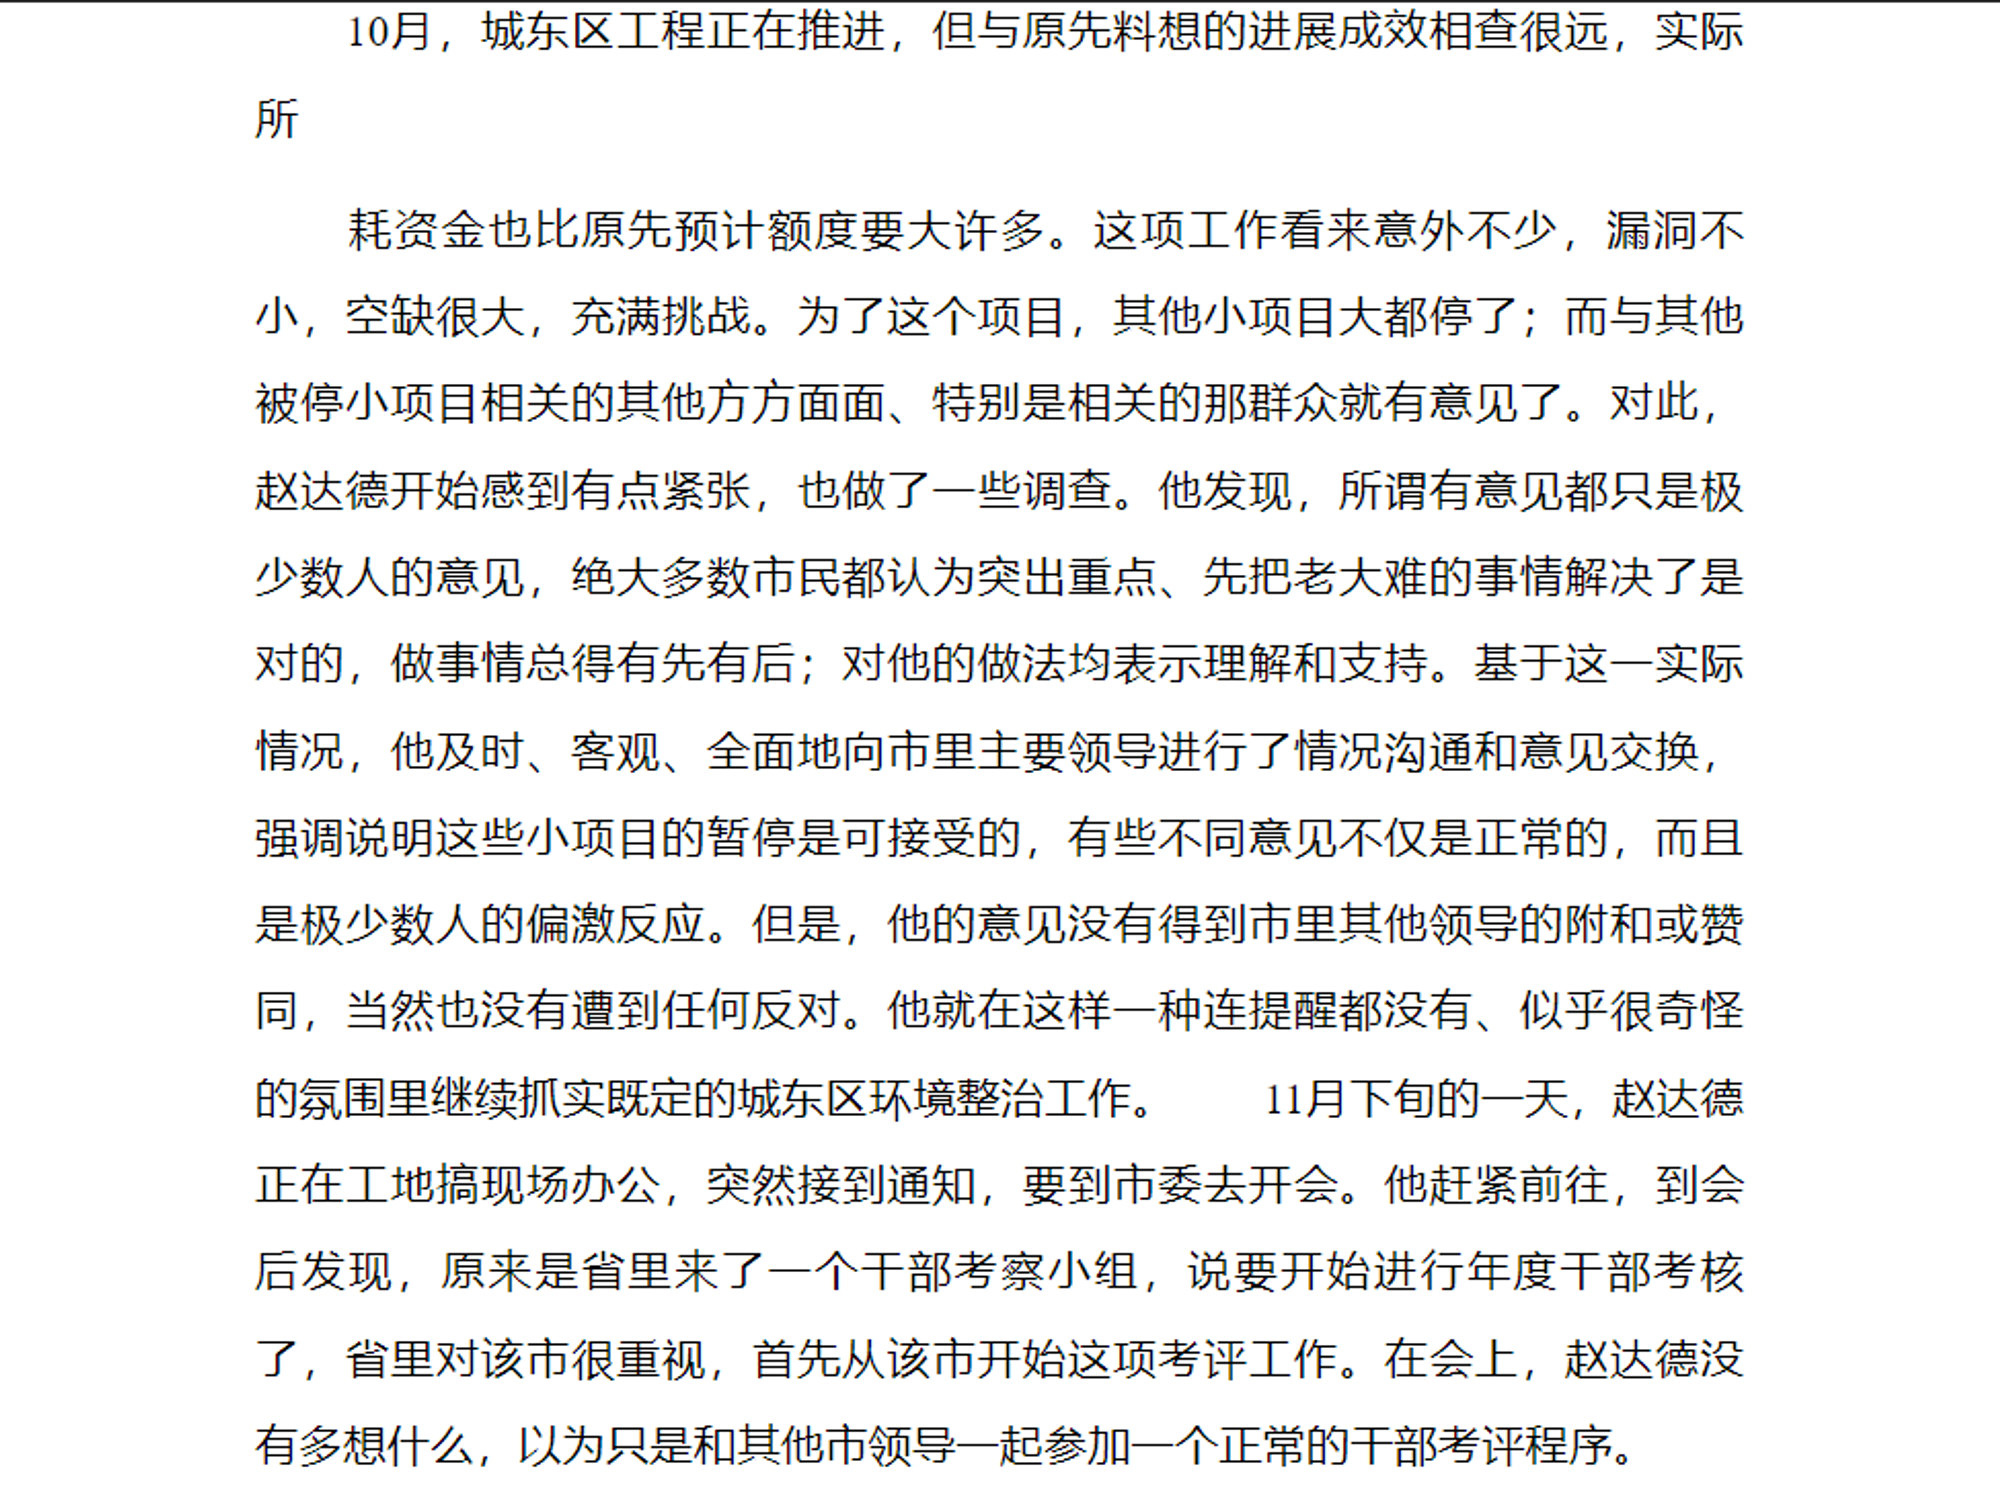 10月，城东区工程正在推进，但与原先料想的进展成效相查很远，实际
所
耗资金也比原先预计额度要大许多。这项工作看来意外不少，漏洞不
小，空缺很大，充满挑战。为了这个项目，其他小项目大都停了；而与其他
被停小项目相关的其他方方面面、特别是相关的那群众就有意见了。对此，
赵达德开始感到有点紧张，也做了一些调查。他发现，所谓有意见都只是极
少数人的意见，绝大多数市民都认为突出重点、先把老大难的事情解决了是
对的，做事情总得有先有后；对他的做法均表示理解和支持。基于这一实际
情况，他及时、客观、全面地向市里主要领导进行了情况沟通和意见交换，
强调说明这些小项目的暂停是可接受的，有些不同意见不仅是正常的，而且
是极少数人的偏激反应。但是，他的意见没有得到市里其他领导的附和或赞
同，当然也没有遭到任何反对。他就在这样一种连提醒都没有、似乎很奇怪
的氛围里继续抓实既定的城东区环境整治工作。 11月下旬的一天，赵达德
正在工地搞现场办公，突然接到通知，要到市委去开会。他赶紧前往，到会
后发现，原来是省里来了一个干部考察小组，说要开始进行年度干部考核
了，省里对该市很重视，首先从该市开始这项考评工作。在会上，赵达德没
有多想什么，以为只是和其他市领导一起参加一个正常的干部考评程序。